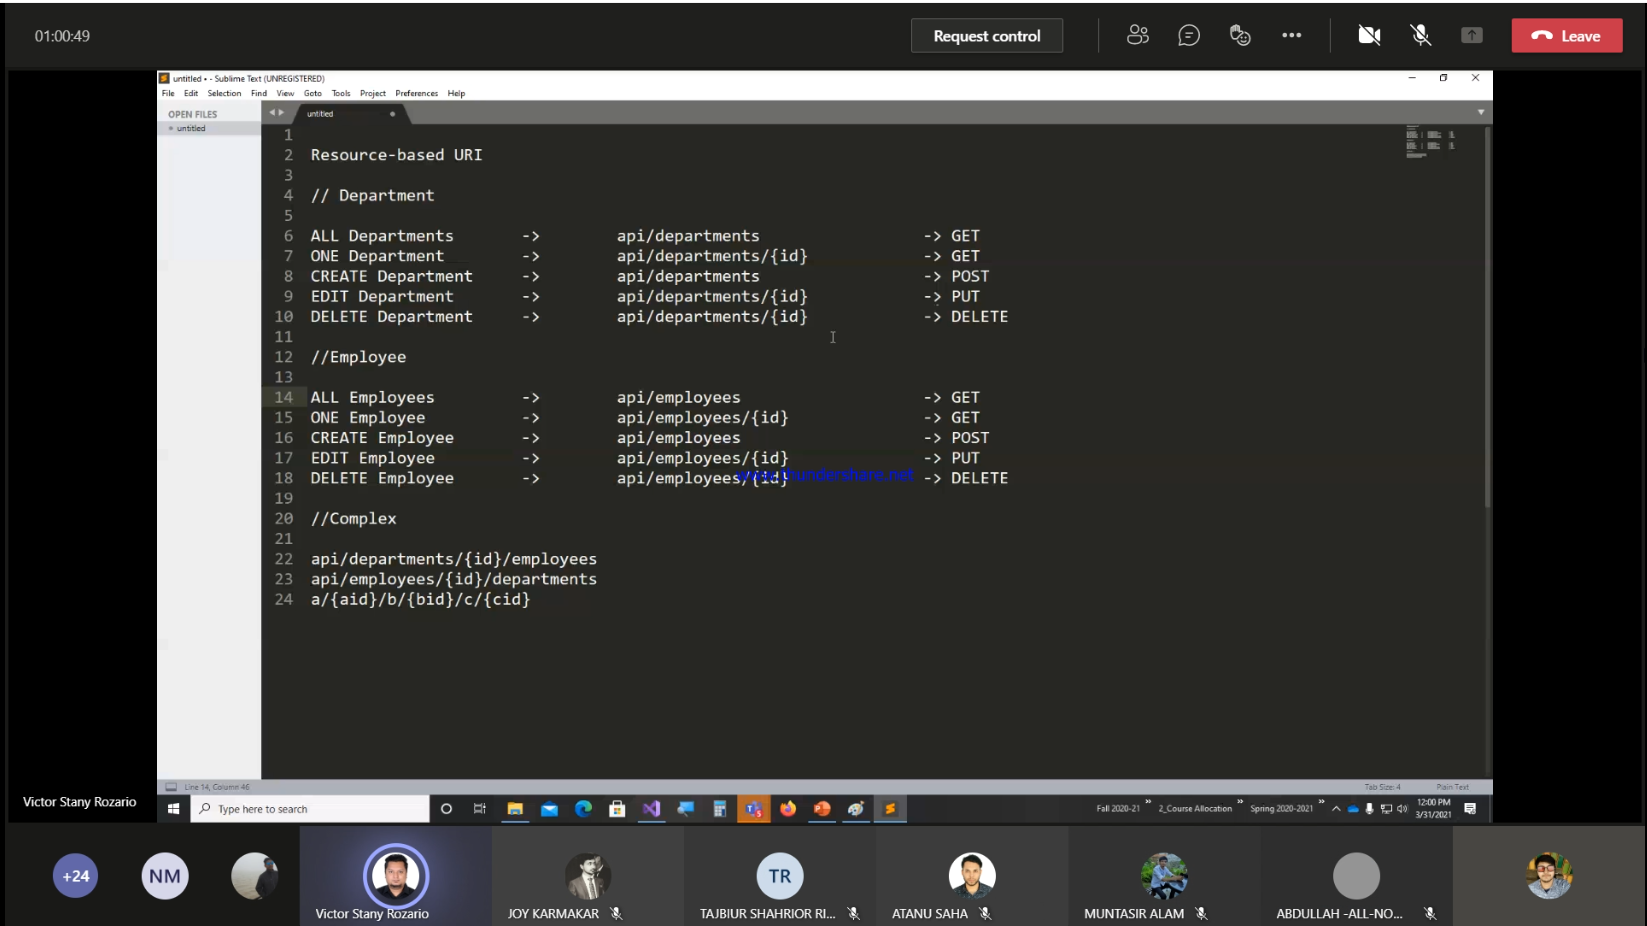 01:00:49
Request control
Leave
untitled • - Sublime Text (UNREGISTERED)
File Edit Selection Find View Goto Tools Project Preferences Help
OPEN FILES
untitled
untitled
1
2 Resource-based URI
3
4 // Department
5
6 ALL Departments -> api/departments -> GET
7 ONE Department -> api/departments/{id} -> GET
8 CREATE Department -> api/departments -> POST
9 EDIT Department -> api/departments/{id} -> PUT
10 DELETE Department -> api/departments/{id} -> DELETE
11
12 //Employee
13
14 ALL Employees -> api/employees -> GET
15 ONE Employee -> api/employees/{id} -> GET
16 CREATE Employee -> api/employees -> POST
17 EDIT Employee -> api/employees/{id} -> PUT
www.thundershare.net
18 DELETE Employee -> api/employees/{id} -> DELETE
19
20 //Complex
21
22 api/departments/{id}/employees
23 api/employees/{id}/departments
24 a/{aid}/b/{bid}/c/{cid}
Line 14, Column 46
Tab Size: 4
Plain Text
Victor Stany Rozario
Type here to search
Fall 2020-21
2_Course Allocation
Spring 2020-2021
12:00 PM
3/31/2021
+24
NM
TR
Victor Stany Rozario
JOY KARMAKAR
TAJBIUR SHAHRIOR RI...
ATANU SAHA
MUNTASIR ALAM
ABDULLAH -ALL-NO...